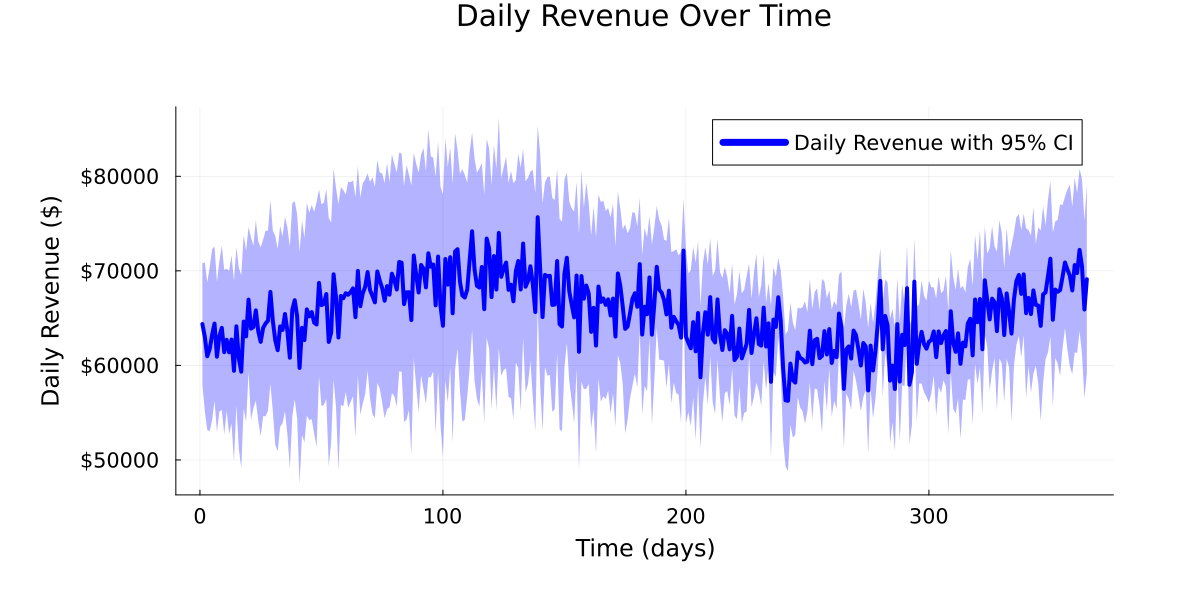 Daily Revenue Over Time
Daily Revenue with 95% CI
Daily Revenue ($)
$80000
$70000
$60000
$50000
0 100 200 300
Time (days)